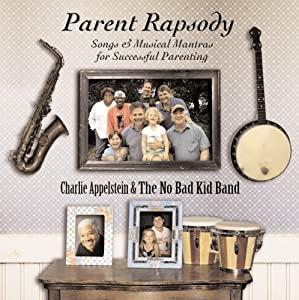 Parent Rapsody
Songs & Musical Mantras
for Successful Parenting
Charlie Appelstein & The No Bad Kid Band